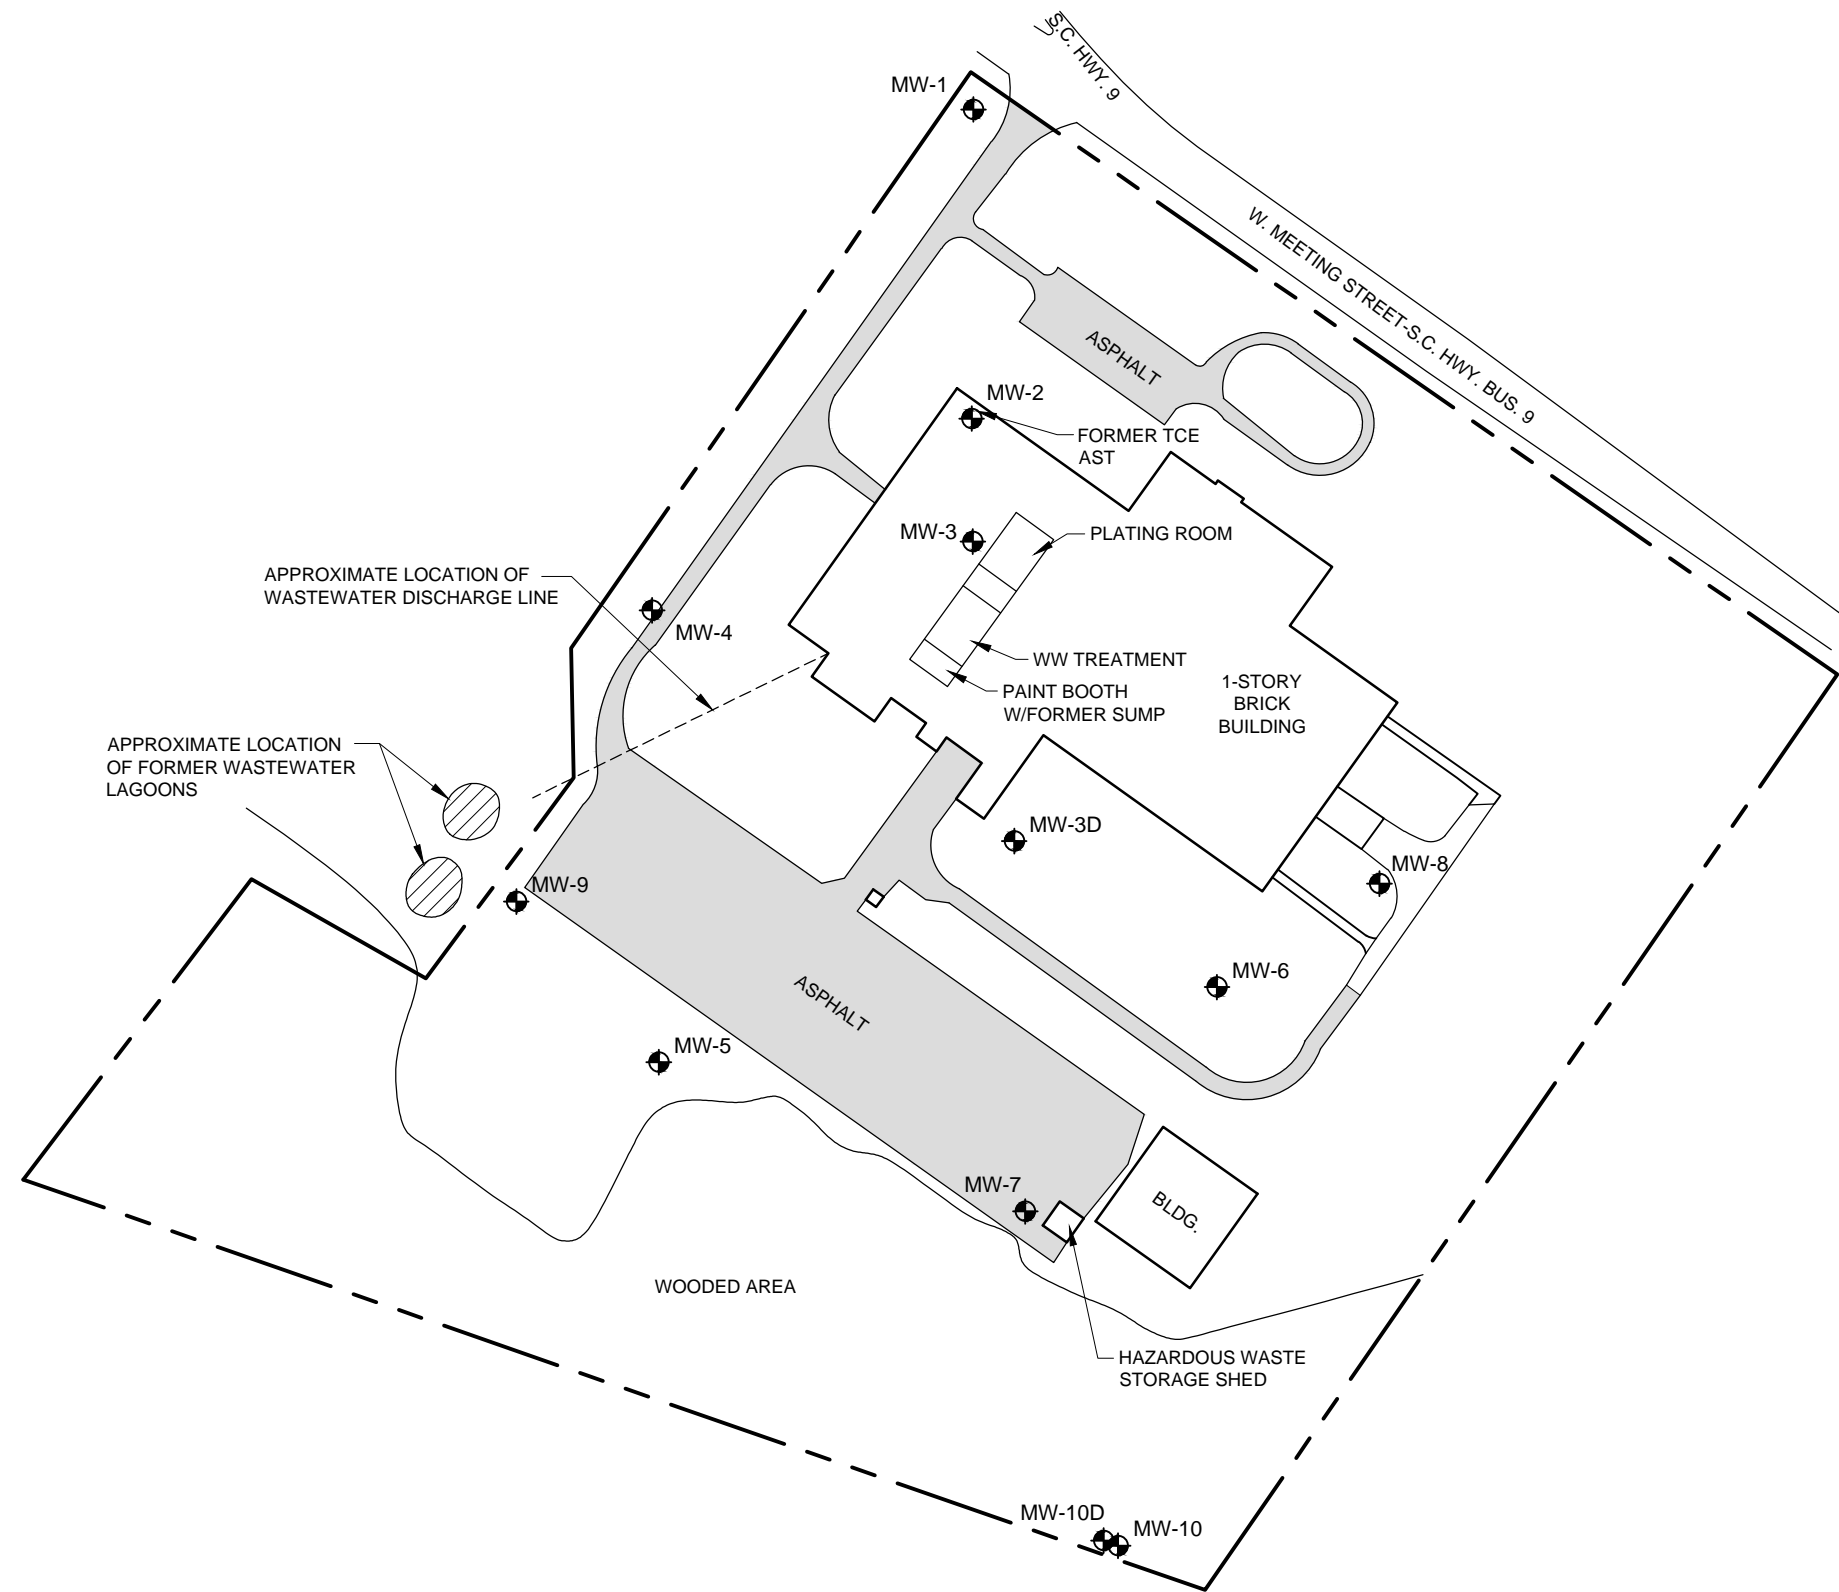 S.C. HWY. 9
MW-1
W. MEETING STREET-S.C. HWY. BUS. 9
ASPHALT
MW-2
FORMER TCE
AST
MW-3
PLATING ROOM
APPROXIMATE LOCATION OF
WASTEWATER DISCHARGE LINE
MW-4
WW TREATMENT
PAINT BOOTH
W/FORMER SUMP
1-STORY
BRICK
BUILDING
APPROXIMATE LOCATION
OF FORMER WASTEWATER
LAGOONS
MW-3D
MW-8
MW-9
MW-6
ASPHALT
MW-5
MW-7
BLDG.
WOODED AREA
HAZARDOUS WASTE
STORAGE SHED
MW-10D
MW-10